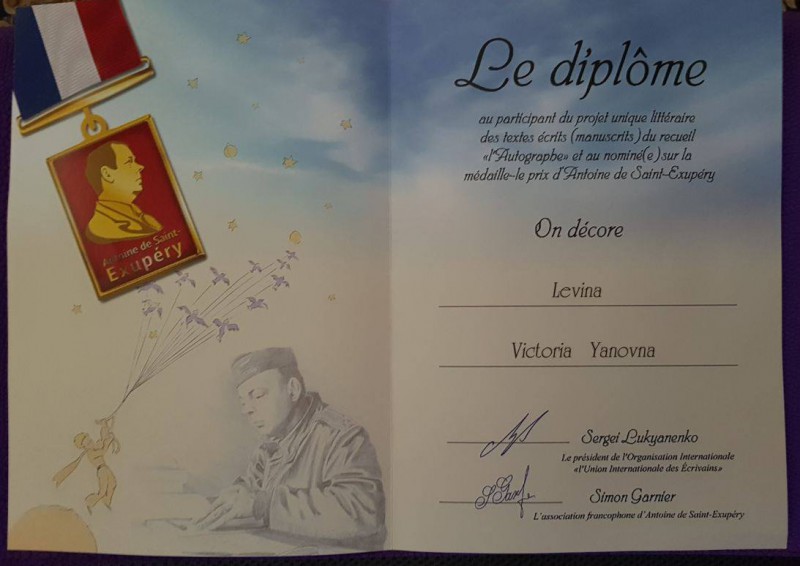 Antoine de Saint-
Exupéry
Le diplôme
au participant du projet unique littéraire
des textes écrits (manuscrits) du recueil
«l'Autographe» et au nominé(e) sur la
médaille-le prix d'Antoine de Saint-Exupéry
On décore
Levina
Victoria Yanovna
Sergei Lukyanenko
Le président de l'Organisation Internationale
«l'Union Internationale des Écrivains»
Simon Garnier
L'association francophone d'Antoine de Saint-Exupéry